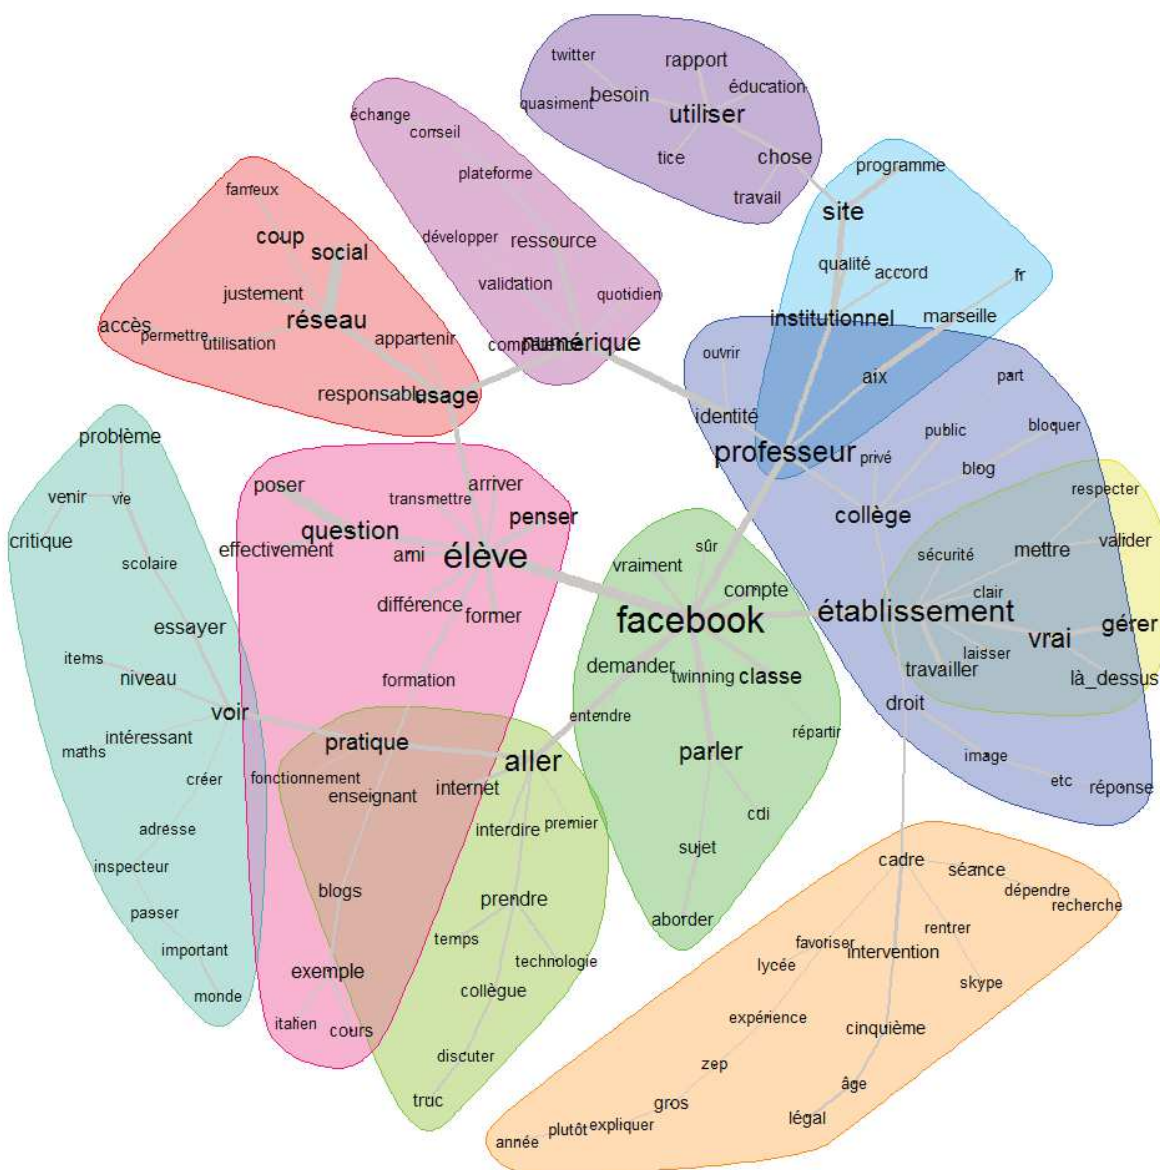 twitter
rapport
quasiment
besoin
éducation
utiliser
tice
chose
travail
échange
conseil
plateforme
développer
ressource
validation
quotidien
compétence
numérique
fameux
coup
social
justement
réseau
accès
permettre
utilisation
appartenir
responsable
usage
programme
site
qualité
accord
fr
institutionnel
marseille
aix
ouvrir
part
identité
public
bloquer
professeur
privé
blog
collège
respecter
sécurité
mettre
valider
clair
établissement
vrai
gérer
laisser
travailler
là_dessus
droit
image
etc
réponse
problème
venir
vie
critique
scolaire
essayer
items
niveau
voir
maths
intéressant
créer
adresse
inspecteur
passer
important
monde
poser
arriver
transmettre
question
penser
effectivement
ami
élève
différence
former
formation
pratique
fonctionnement
enseignant
blogs
exemple
italien
cours
sûr
vraiment
compte
facebook
demander
twinning
classe
entendre
répartir
parler
cdi
sujet
aborder
aller
internet
interdire
premier
prendre
temps
technologie
collègue
discuter
truc
cadre
séance
dépendre
recherche
rentrer
favoriser
intervention
lycée
skype
expérience
cinquième
zep
âge
gros
légal
expliquer
plutôt
année